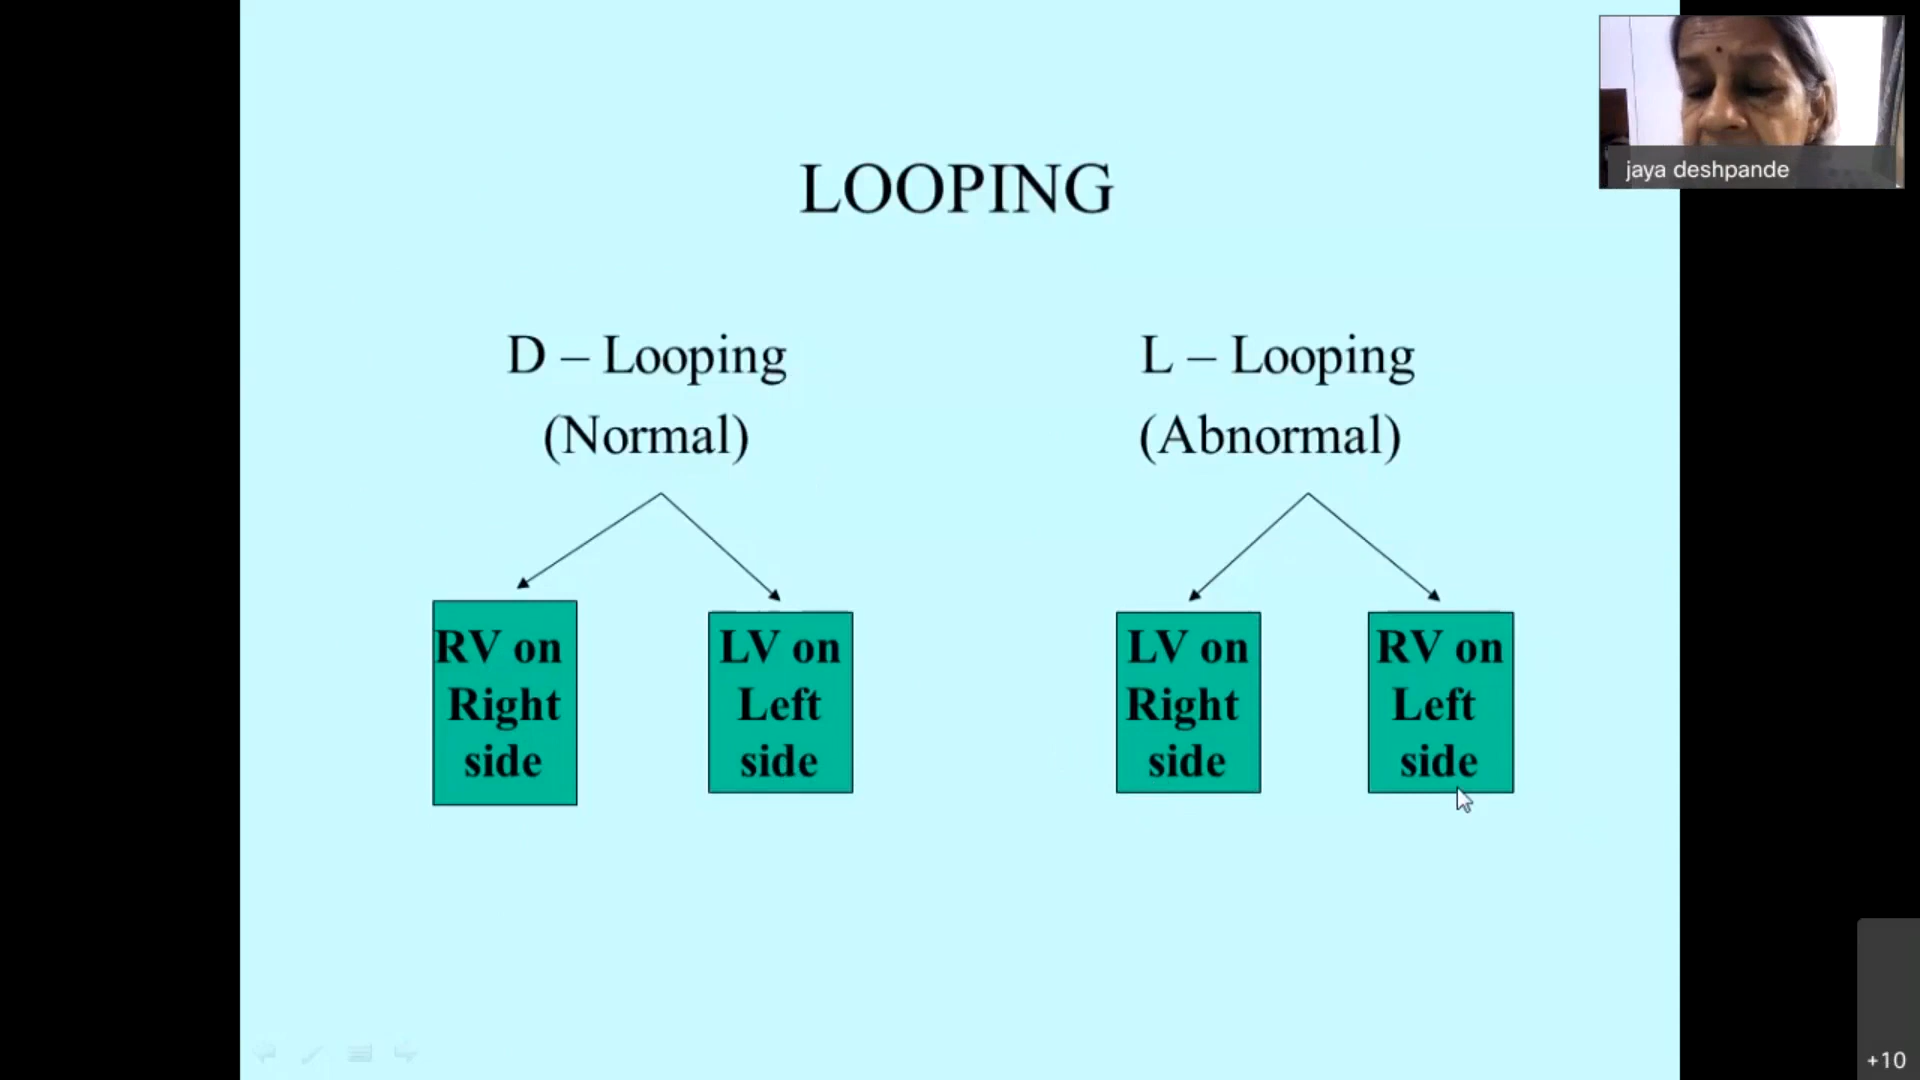 jaya deshpande
LOOPING
D – Looping
(Normal)
L – Looping
(Abnormal)
RV on
Right
side
LV on
Left
side
LV on
Right
side
RV on
Left
side
+10